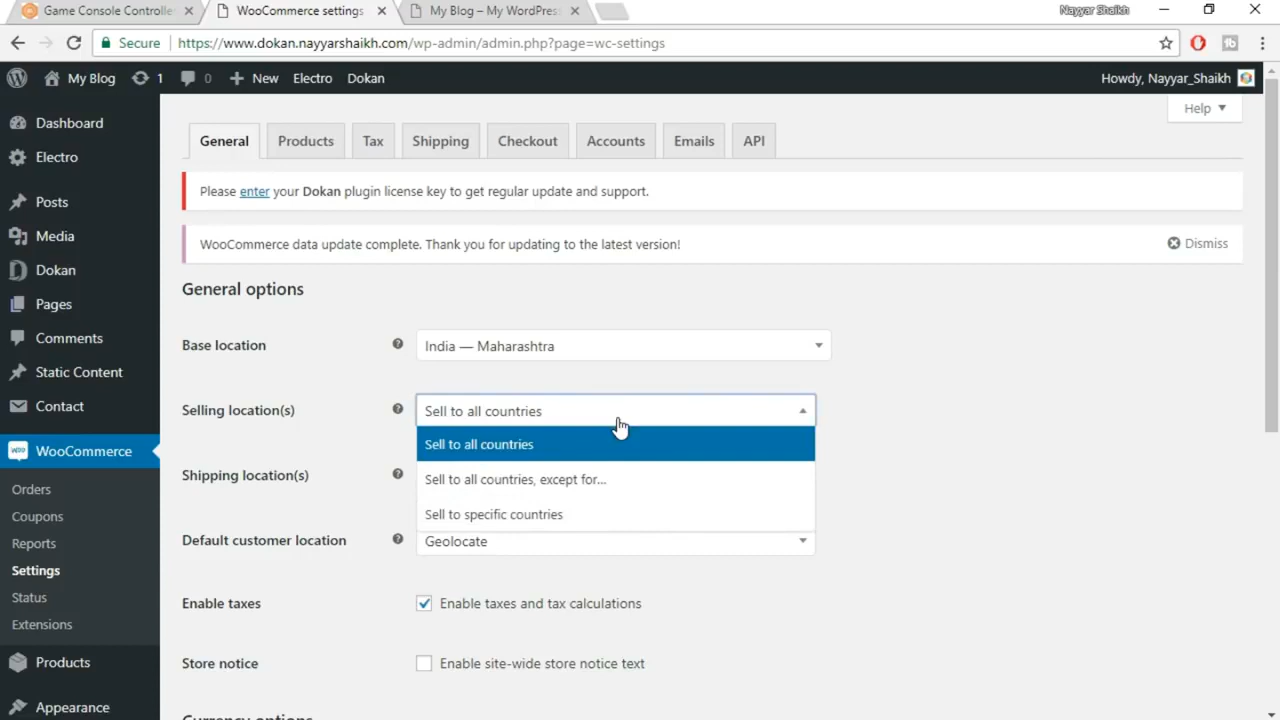 Game Console Controlle
WooCommerce settings
My Blog – My WordPres
Nayyar Shaikh
Secure
https://www.dokan.nayyarshaikh.com/wp-admin/admin.php?page=wc-settings
My Blog
1
0
New
Electro
Dokan
Howdy, Nayyar_Shaikh
Help
Dashboard
Electro
Posts
Media
Dokan
Pages
Comments
Static Content
Contact
WooCommerce
Orders
Coupons
Reports
Settings
Status
Extensions
Products
Appearance
General
Products
Tax
Shipping
Checkout
Accounts
Emails
API
Please enter your Dokan plugin license key to get regular update and support.
WooCommerce data update complete. Thank you for updating to the latest version!
Dismiss
General options
Base location
India — Maharashtra
Selling location(s)
Sell to all countries
Sell to all countries
Sell to all countries, except for...
Sell to specific countries
Shipping location(s)
Default customer location
Geolocate
Enable taxes
Enable taxes and tax calculations
Store notice
Enable site-wide store notice text
Currency options